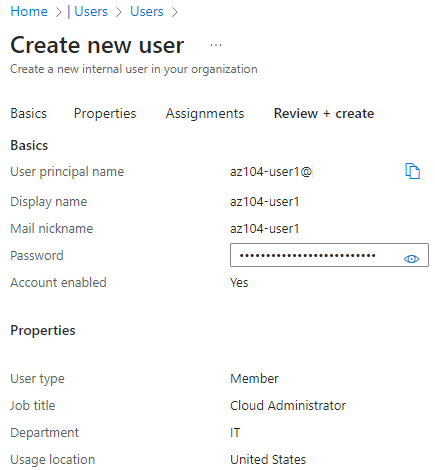 Home > | Users > Users >
Create new user ...
Create a new internal user in your organization
Basics Properties Assignments Review + create
Basics
User principal name az104-user1@
Display name az104-user1
Mail nickname az104-user1
Password ••••••••••••••••••••••••••
Account enabled Yes
Properties
User type Member
Job title Cloud Administrator
Department IT
Usage location United States